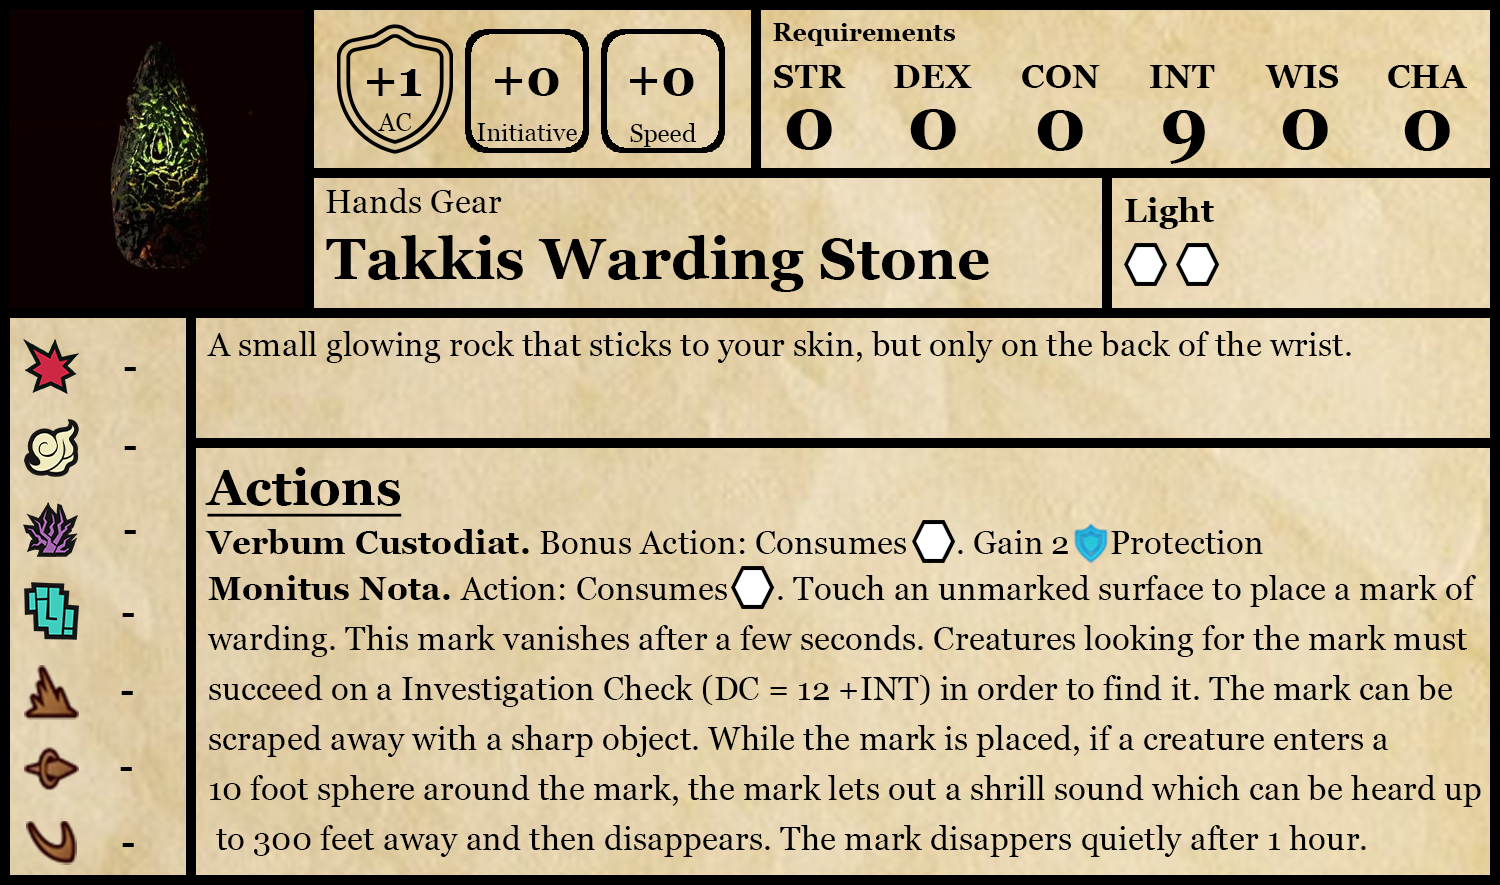 +1
AC
+0
Initiative
+0
Speed
Requirements
STR DEX CON INT WIS CHA
0 0 0 9 0 0
Hands Gear
Takkis Warding Stone
Light
-
-
-
-
-
-
-
A small glowing rock that sticks to your skin, but only on the back of the wrist.
Actions
Verbum Custodiat. Bonus Action: Consumes . Gain 2 Protection
Monitus Nota. Action: Consumes . Touch an unmarked surface to place a mark of
warding. This mark vanishes after a few seconds. Creatures looking for the mark must
succeed on a Investigation Check (DC = 12 +INT) in order to find it. The mark can be
scraped away with a sharp object. While the mark is placed, if a creature enters a
10 foot sphere around the mark, the mark lets out a shrill sound which can be heard up
to 300 feet away and then disappears. The mark disappers quietly after 1 hour.